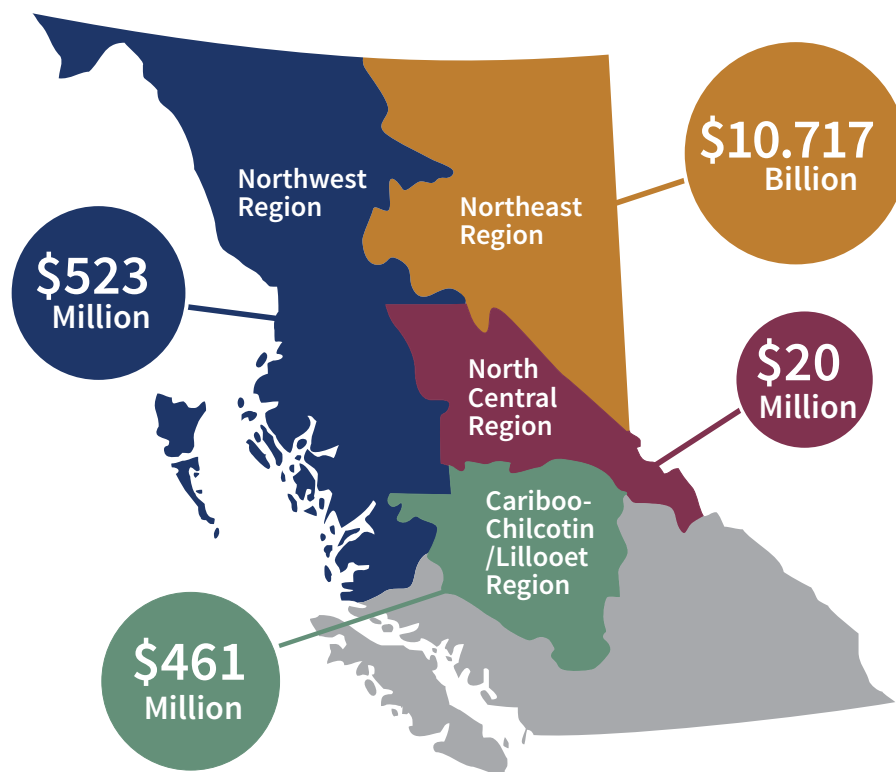 Northwest
Region
$10.717
Billion
Northeast
Region
$523
Million
North
Central
Region
$20
Million
Cariboo-
Chilcotin
/Lillooet
Region
$461
Million